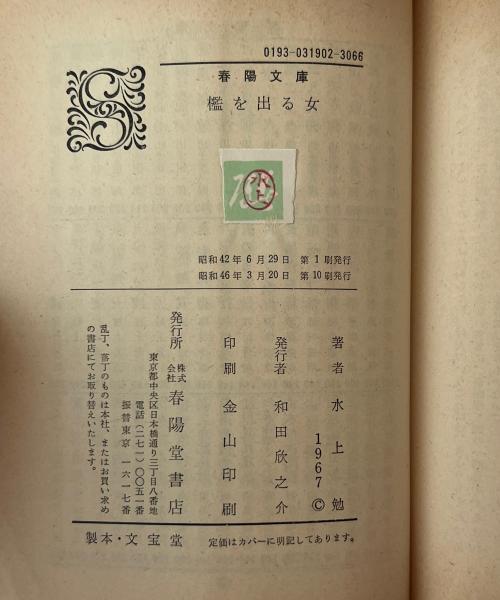 0193-031902-3066
春陽文庫
檻を出る女
水上
昭和42年6月29日 第1刷発行
昭和46年3月20日 第10刷発行
著者 水上勉
1967©
発行者 和田欣之介
印刷 金山印刷
発行所 株式会社 春陽堂書店
東京都中央区日本橋通り三丁目八番地
電話(二七一)〇〇五一番
振替東京 一六一七番
乱丁、落丁のものは本社、またはお買い求め
の書店にてお取り替えいたします。
製本・文宝堂
定価はカバーに明記してあります。